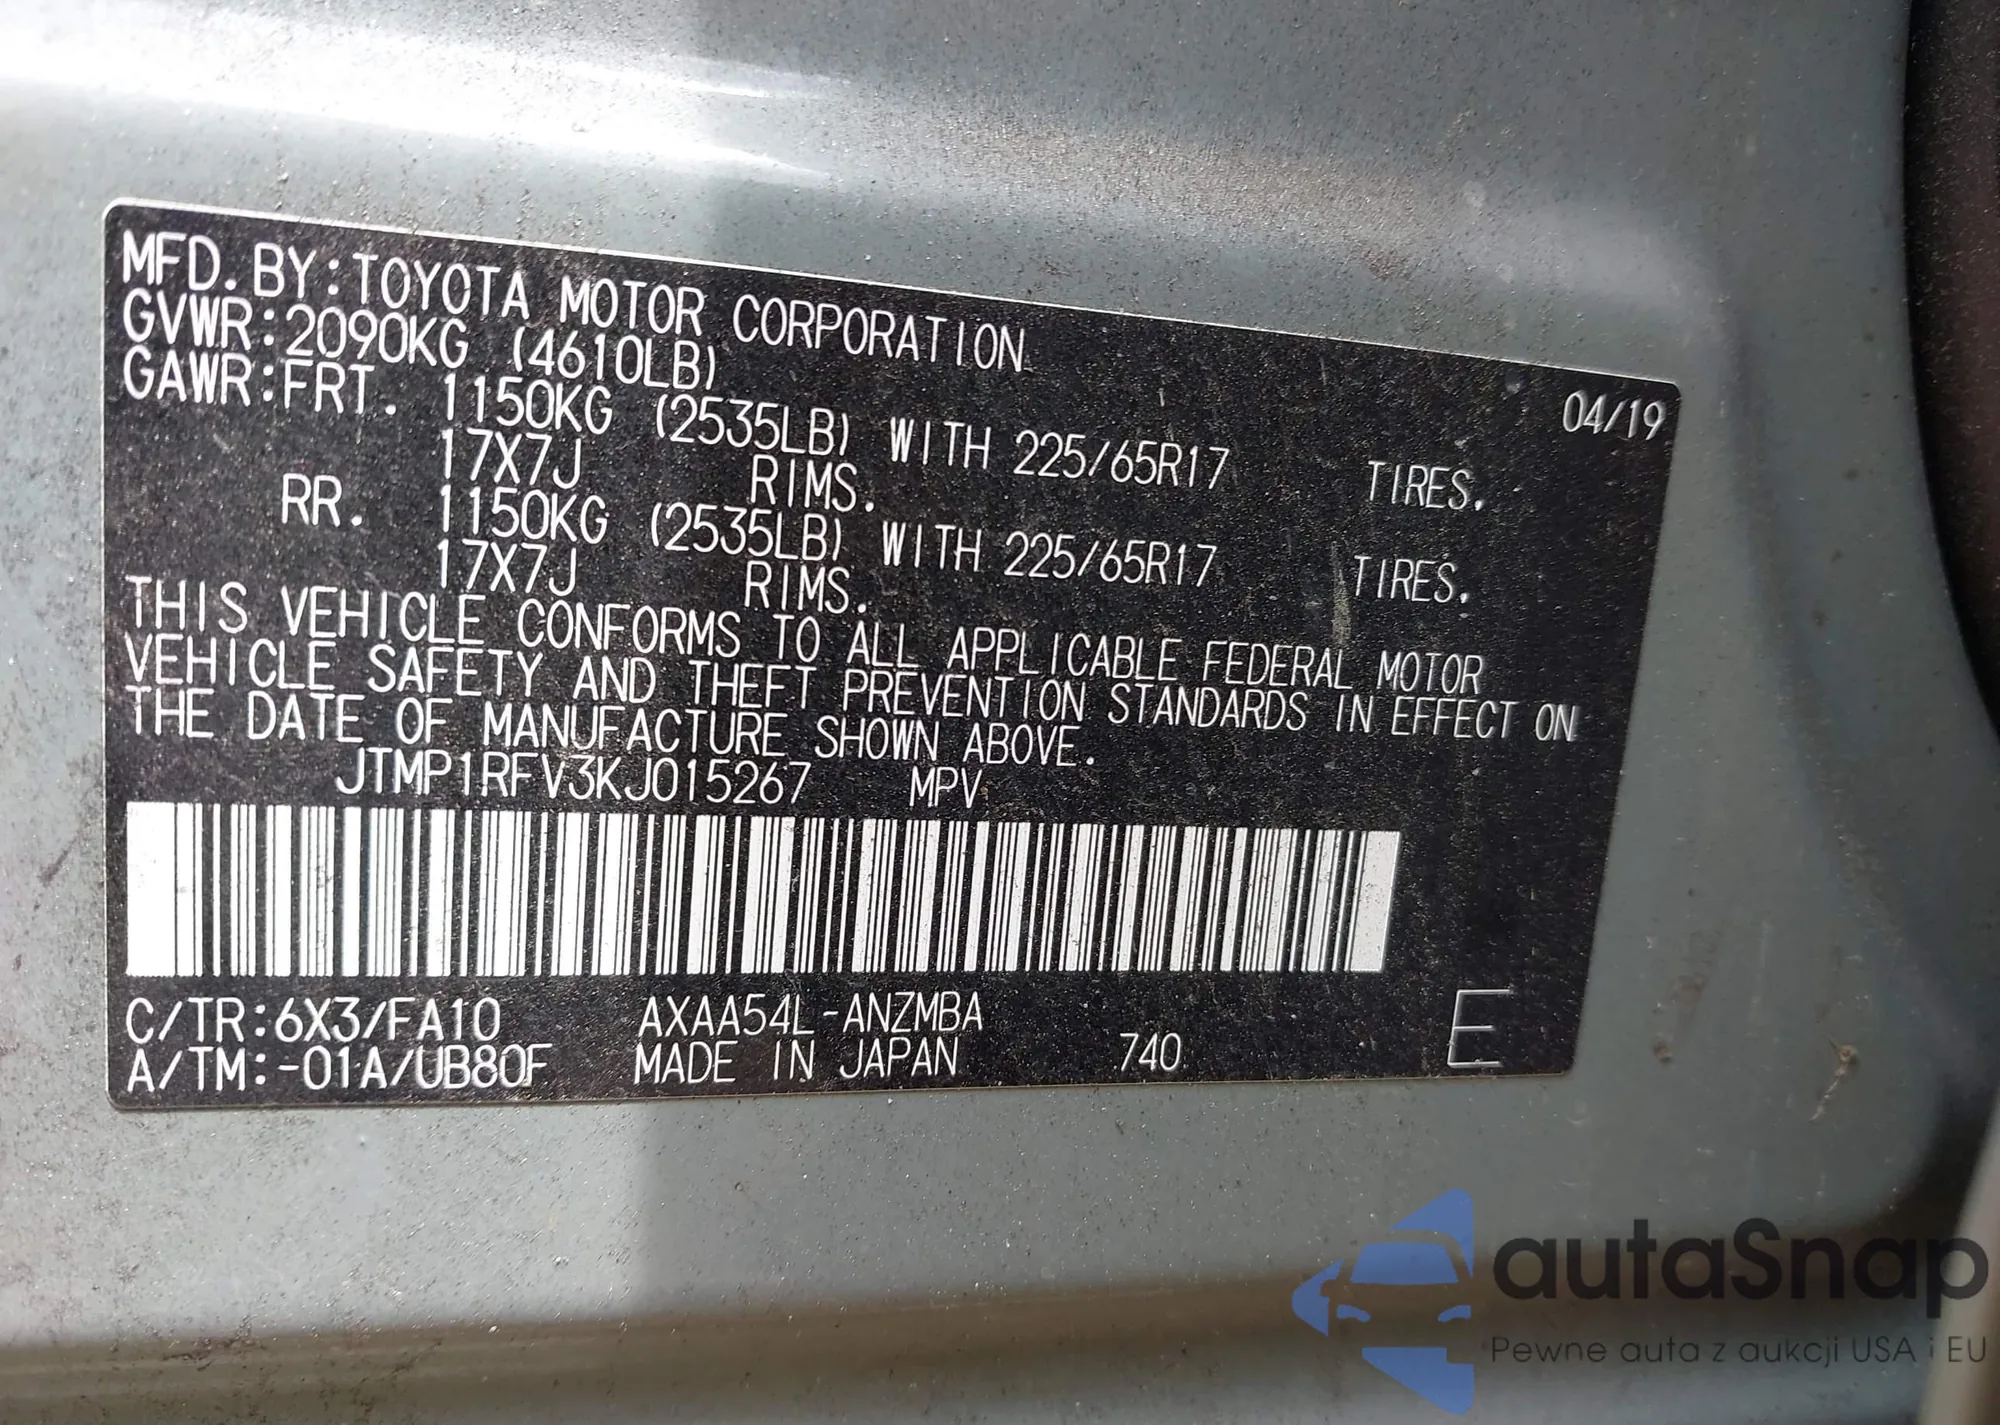 MFD. BY: TOYOTA MOTOR CORPORATION
04/19
GVWR: 2090KG (4610LB)
GAWR: FRT. 1150KG (2535LB) WITH 225/65R17 TIRES.
17X7J RIMS.
RR. 1150KG (2535LB) WITH 225/65R17 TIRES.
17X7J RIMS.
THIS VEHICLE CONFORMS TO ALL APPLICABLE FEDERAL MOTOR
VEHICLE SAFETY AND THEFT PREVENTION STANDARDS IN EFFECT ON
THE DATE OF MANUFACTURE SHOWN ABOVE.
JTMP1RFV3KJ015267 MPV
C/TR: 6X3/FA10 AXAA54L-ANZMBA
A/TM: -01A/UB80F MADE IN JAPAN 740 E
autaSnap
Pewne auta z aukcji USA i EU